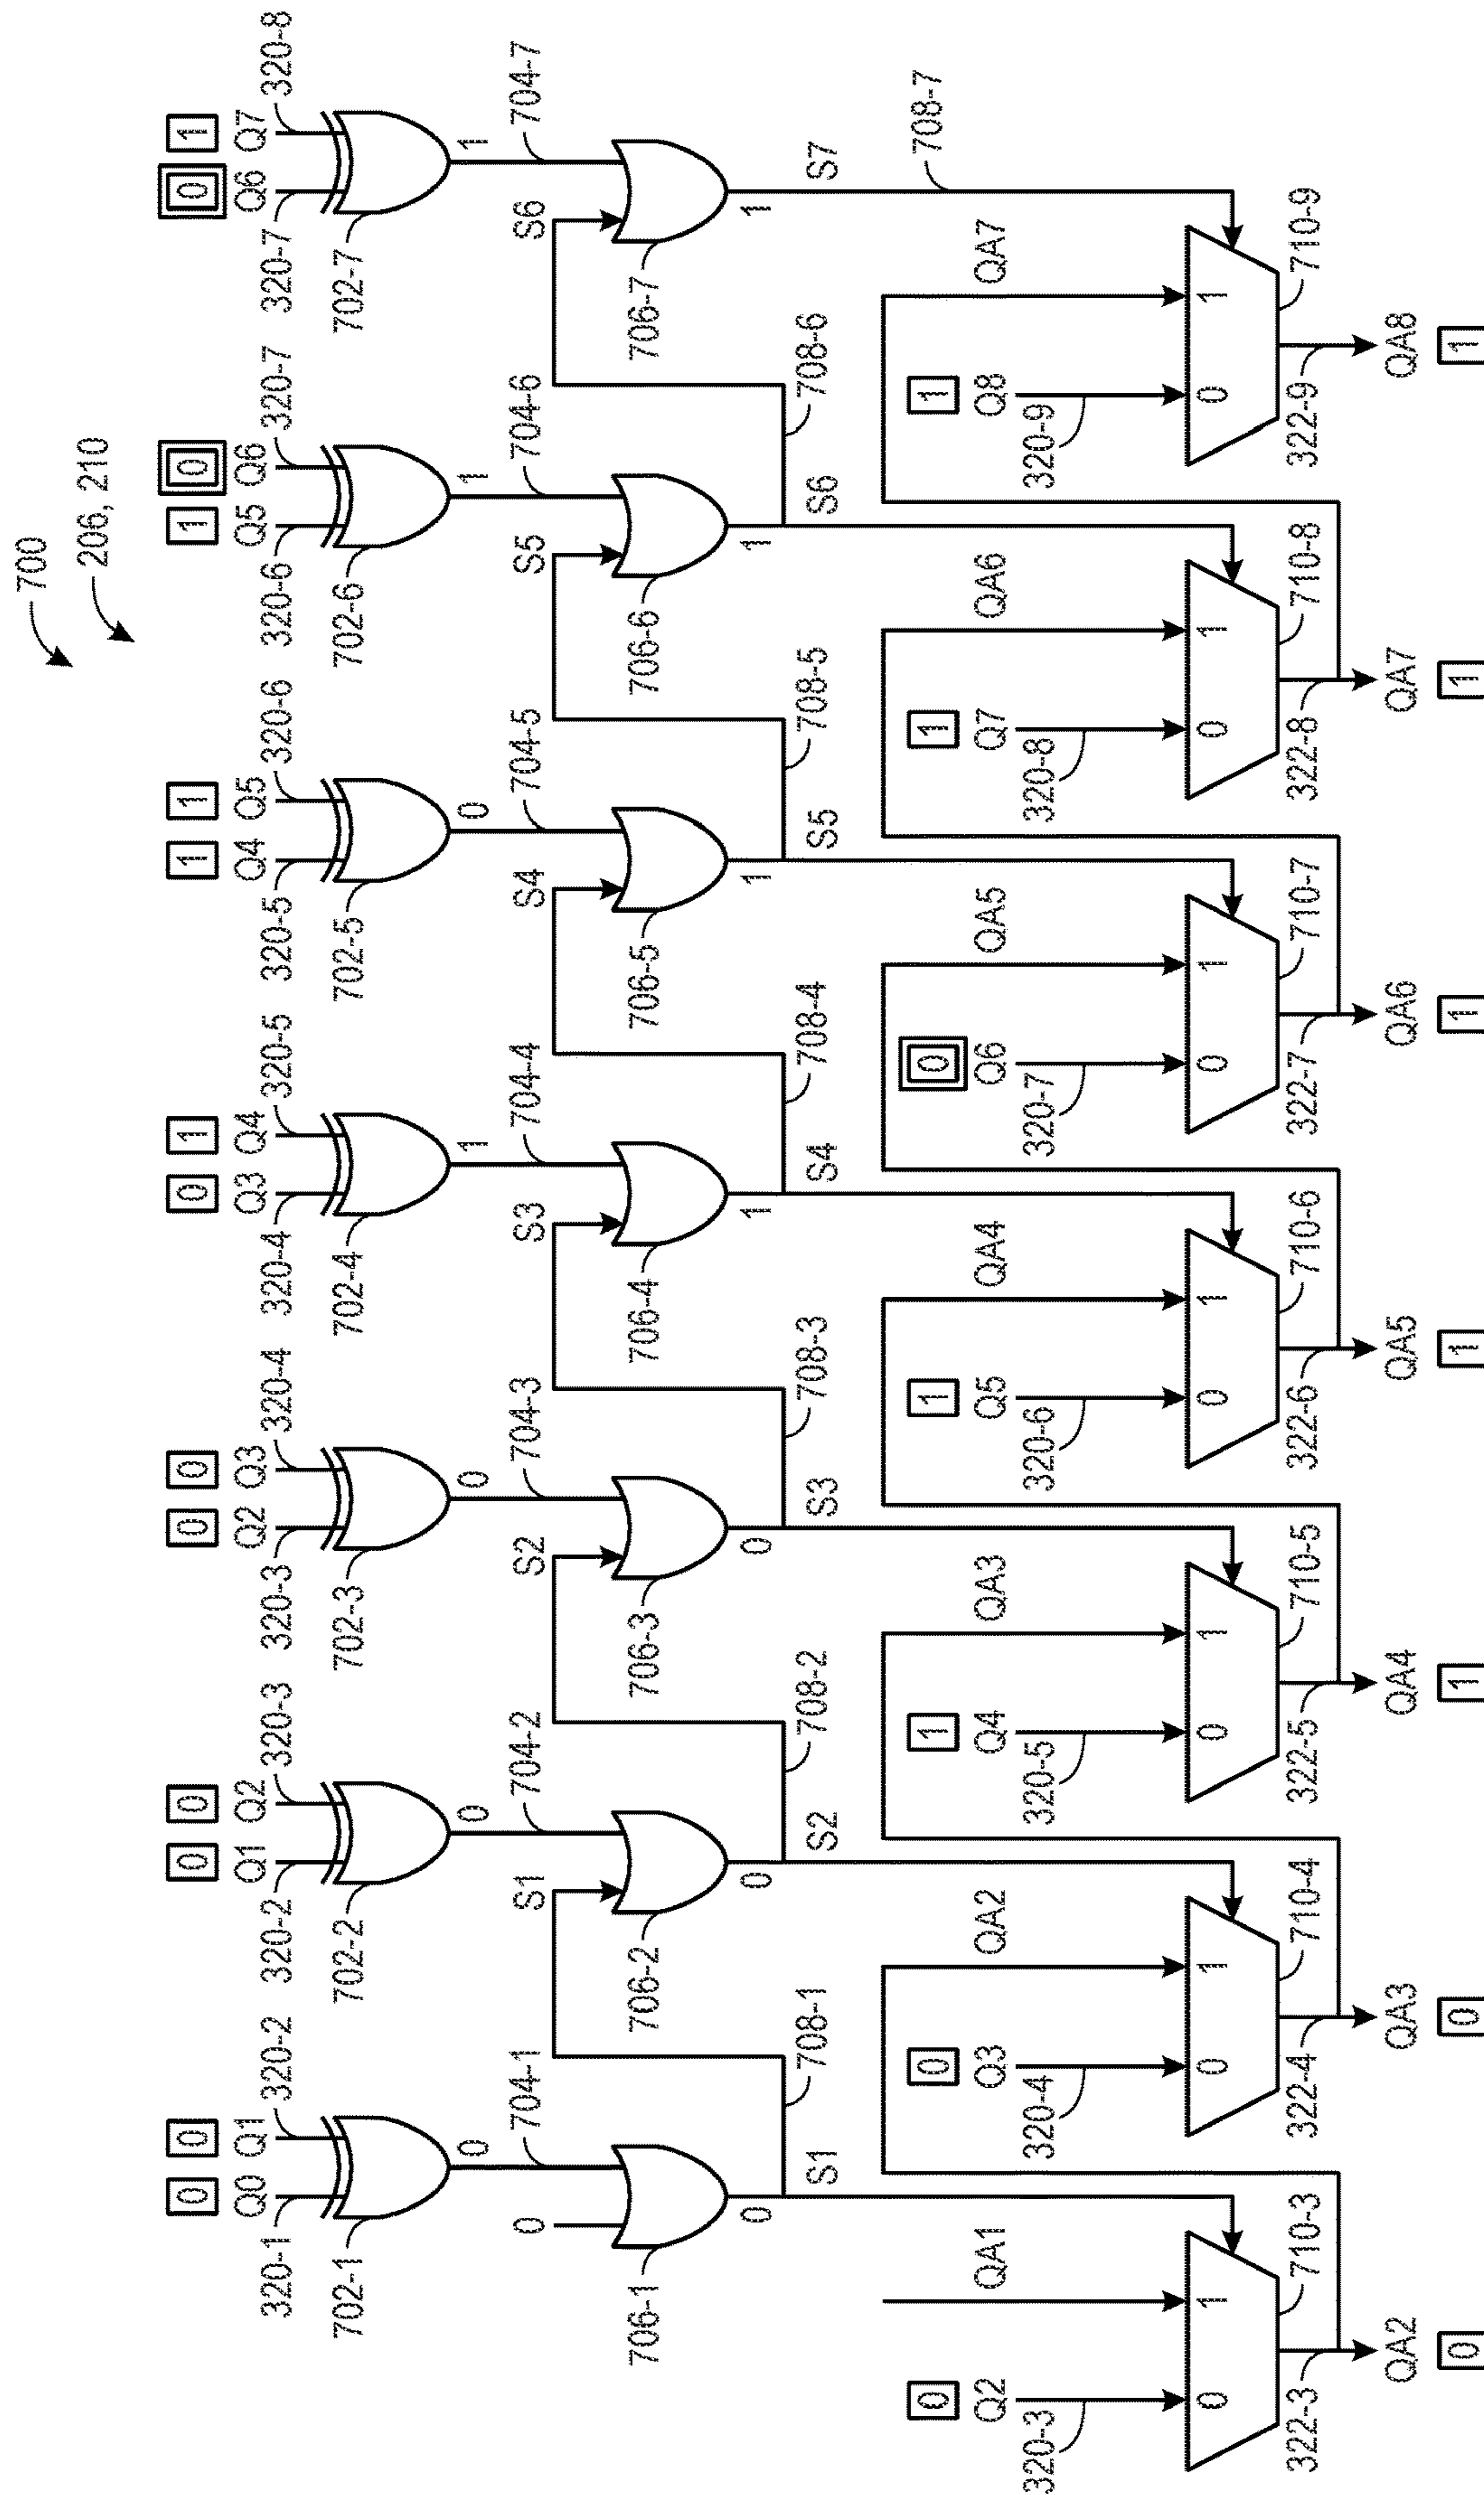 700
206, 210
0 0 0 0 0 0 0 1 1 1 1 0 0 1
Q0 Q1 Q1 Q2 Q2 Q3 Q3 Q4 Q4 Q5 Q5 Q6 Q6 Q7
320-1 320-2 320-2 320-3 320-3 320-4 320-4 320-5 320-5 320-6 320-6 320-7 320-7 320-8
702-1 702-2 702-3 702-4 702-5 702-6 702-7
0 0 0 1 0 1 1
0 704-1 S1 704-2 S2 704-3 S3 704-4 S4 704-5 S5 704-6 S6 704-7
706-1 706-2 706-3 706-4 706-5 706-6 706-7
0 0 0 1 1 1 1
S1 708-1 S2 708-2 S3 708-3 S4 708-4 S5 708-5 S6 708-6 S7
708-7
0 0 1 1 0 1 1
Q2 QA1 Q3 QA2 Q4 QA3 Q5 QA4 Q6 QA5 Q7 QA6 Q8 QA7
320-3 320-4 320-5 320-6 320-7 320-8 320-9
0 1 0 1 0 1 0 1 0 1 0 1 0 1
322-3 710-3 322-4 710-4 322-5 710-5 322-6 710-6 322-7 710-7 322-8 710-8 322-9 710-9
QA2 QA3 QA4 QA5 QA6 QA7 QA8
0 0 1 1 1 1 1